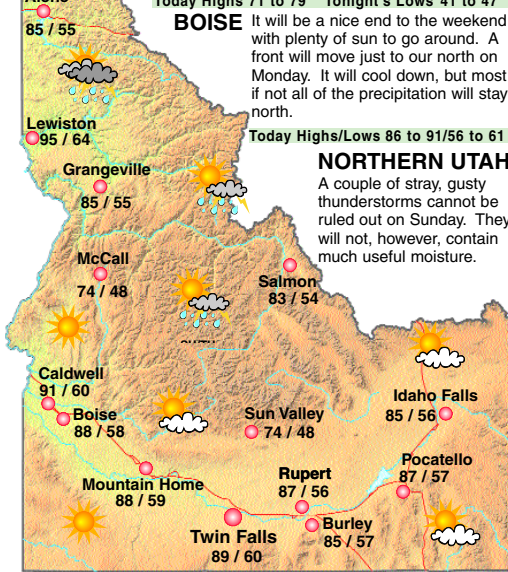 Today Highs 71 to 79 Tonight's Lows 41 to 47
85 / 55
BOISE
It will be a nice end to the weekend
with plenty of sun to go around. A
front will move just to our north on
Monday. It will cool down, but most
if not all of the precipitation will stay
north.
Today Highs/Lows 86 to 91/56 to 61
NORTHERN UTAH
A couple of stray, gusty
thunderstorms cannot be
ruled out on Sunday. They
will not, however, contain
much useful moisture.
Lewiston
95 / 64
Grangeville
85 / 55
McCall
74 / 48
Salmon
83 / 54
Caldwell
91 / 60
Boise
88 / 58
Sun Valley
74 / 48
Idaho Falls
85 / 56
Mountain Home
88 / 59
Rupert
87 / 56
Pocatello
87 / 57
Twin Falls
89 / 60
Burley
85 / 57